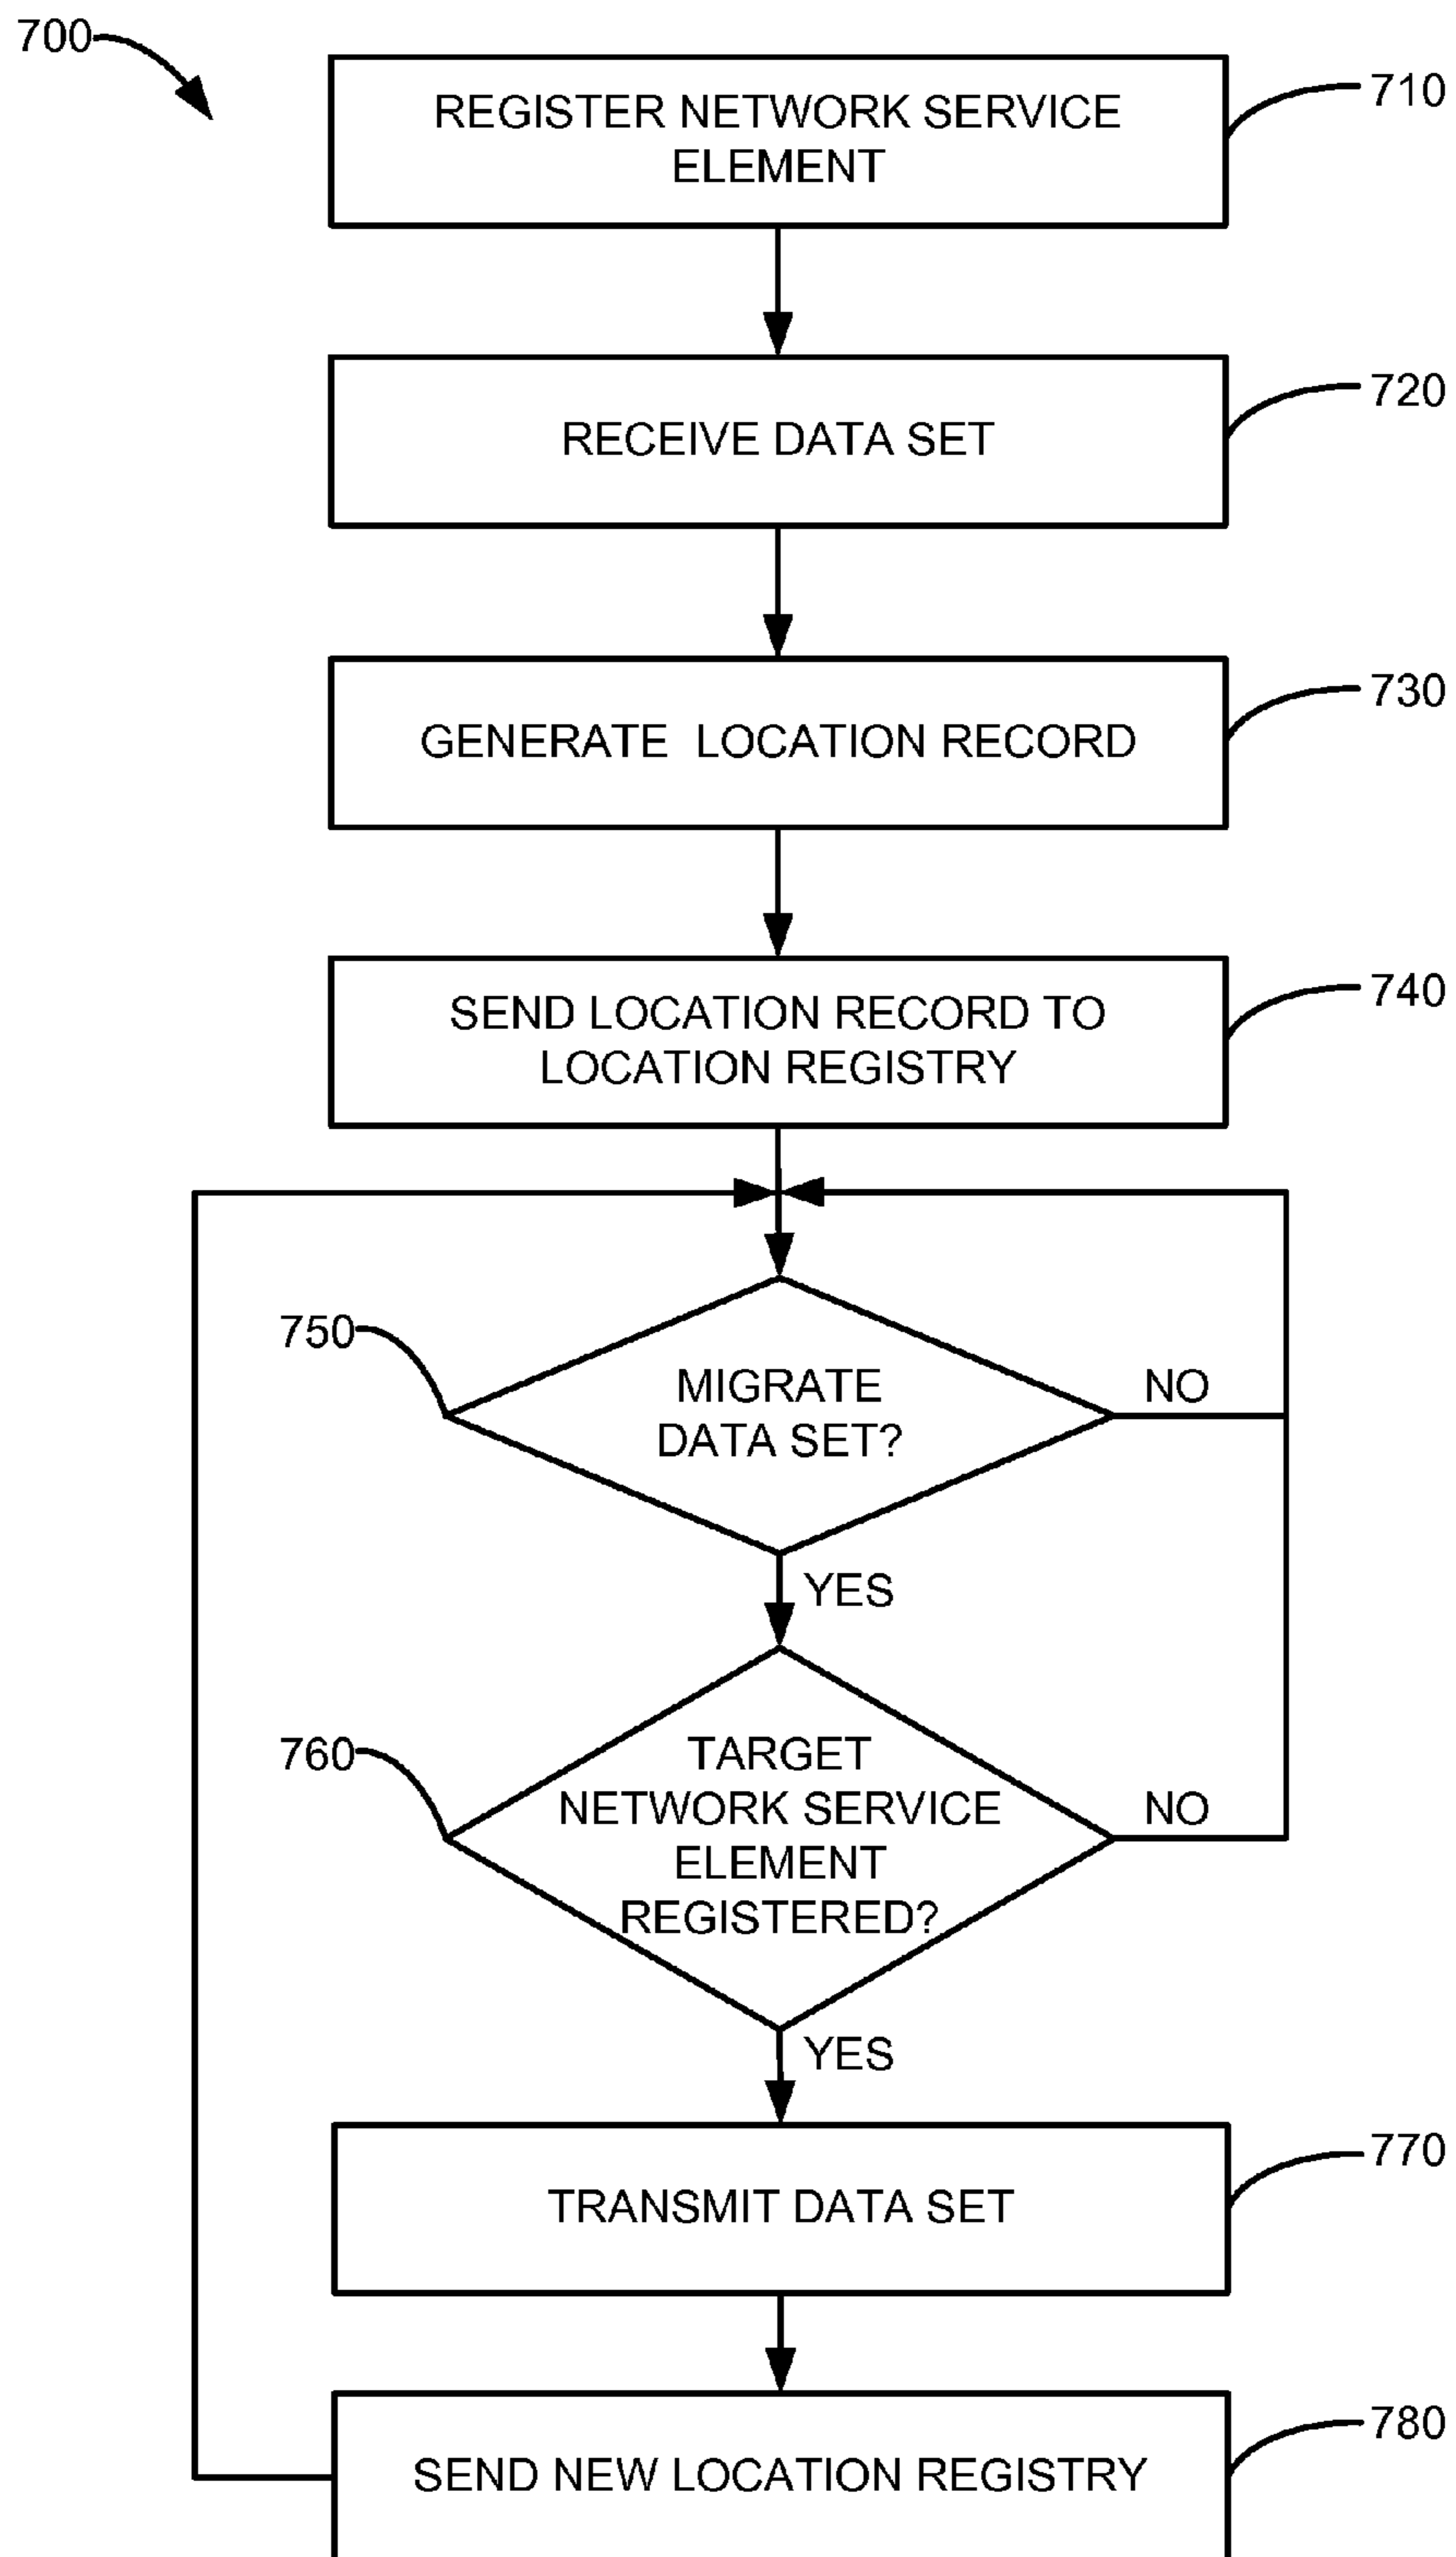 700
REGISTER NETWORK SERVICE
ELEMENT
710
RECEIVE DATA SET
720
GENERATE LOCATION RECORD
730
SEND LOCATION RECORD TO
LOCATION REGISTRY
740
750
MIGRATE
DATA SET?
NO
YES
760
TARGET
NETWORK SERVICE
ELEMENT
REGISTERED?
NO
YES
TRANSMIT DATA SET
770
SEND NEW LOCATION REGISTRY
780